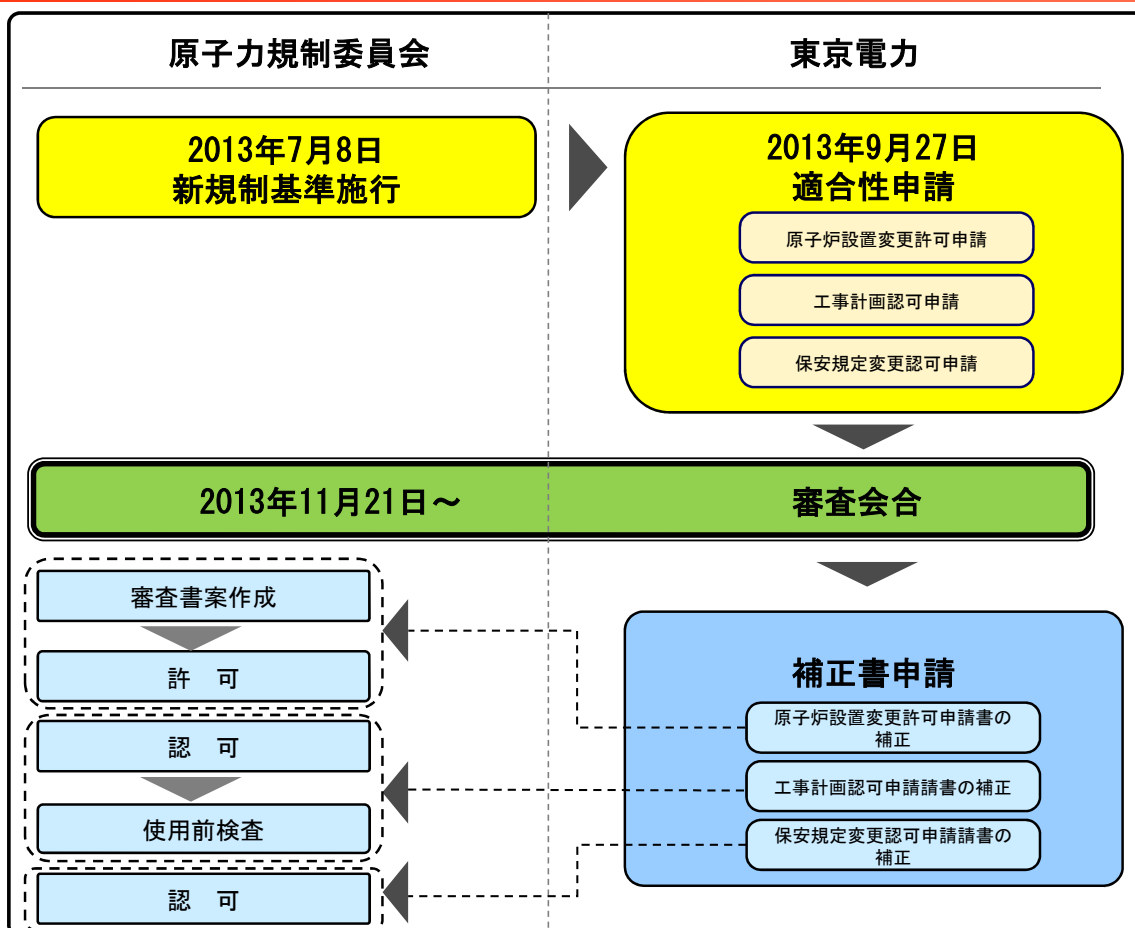 原子力規制委員会
東京電力
2013年7月8日
新規制基準施行
2013年9月27日
適合性申請
原子炉設置変更許可申請
工事計画認可申請
保安規定変更認可申請
2013年11月21日～
審査会合
審査書案作成
許　可
認　可
使用前検査
認　可
補正書申請
原子炉設置変更許可申請書の
補正
工事計画認可申請請書の補正
保安規定変更認可申請請書の
補正